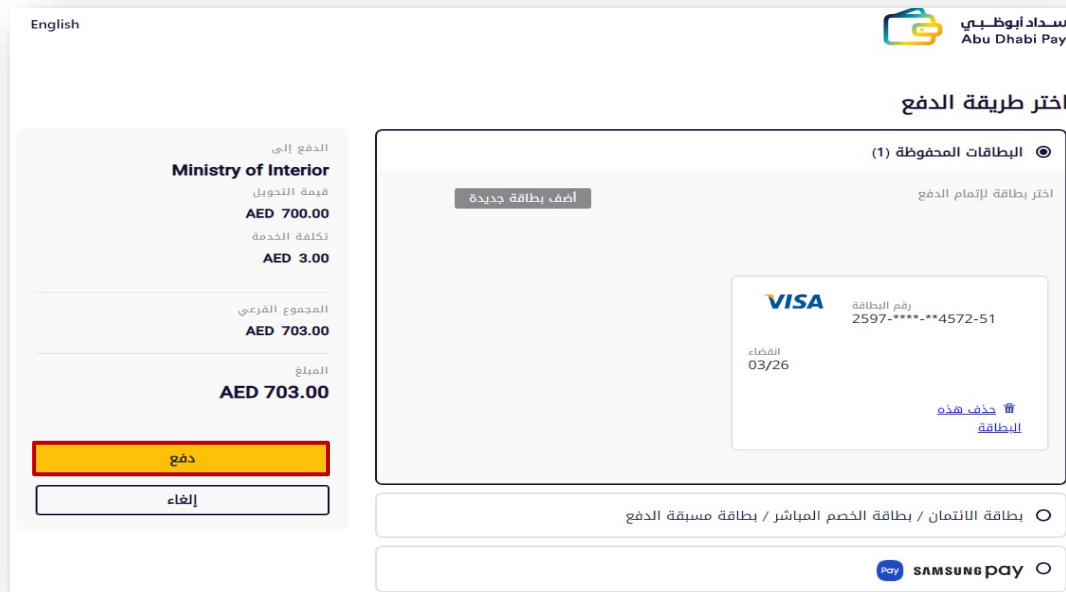 English
سـداد أبوظـبـي
Abu Dhabi Pay
اختر طريقة الدفع
البطاقات المحفوظة (1)
اختر بطاقة لإتمام الدفع
أضف بطاقة جديدة
VISA
رقم البطاقة
2597-****-**4572-51
انقضاء
03/26
حذف هذه
البطاقة
بطاقة الائتمان / بطاقة الخصم المباشر / بطاقة مسبقة الدفع
Pay SAMSUNG pay
الدفع إلى
Ministry of Interior
قيمة التحويل
AED 700.00
تكلفة الخدمة
AED 3.00
المجموع الفرعي
AED 703.00
المبلغ
AED 703.00
دفع
إلغاء